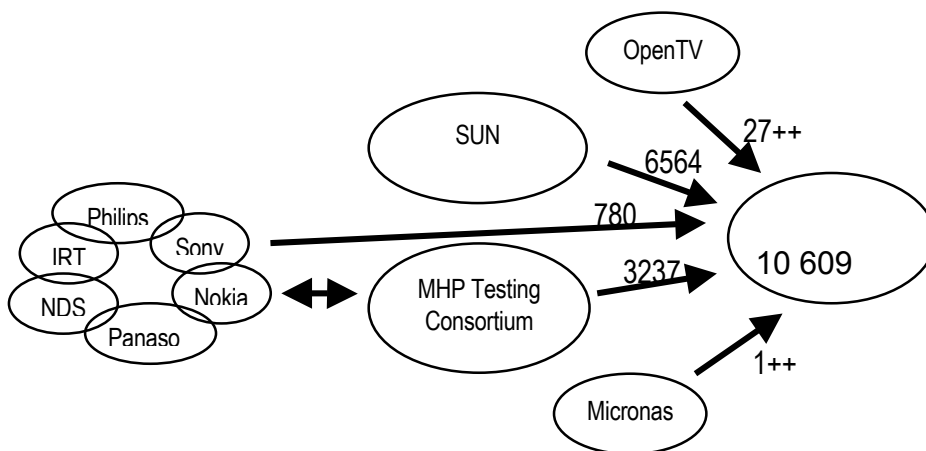 OpenTV
27++
SUN
6564
780
Philips
Sony
IRT
10 609
3237
MHP Testing
Consortium
Nokia
NDS
Panaso
1++
Micronas